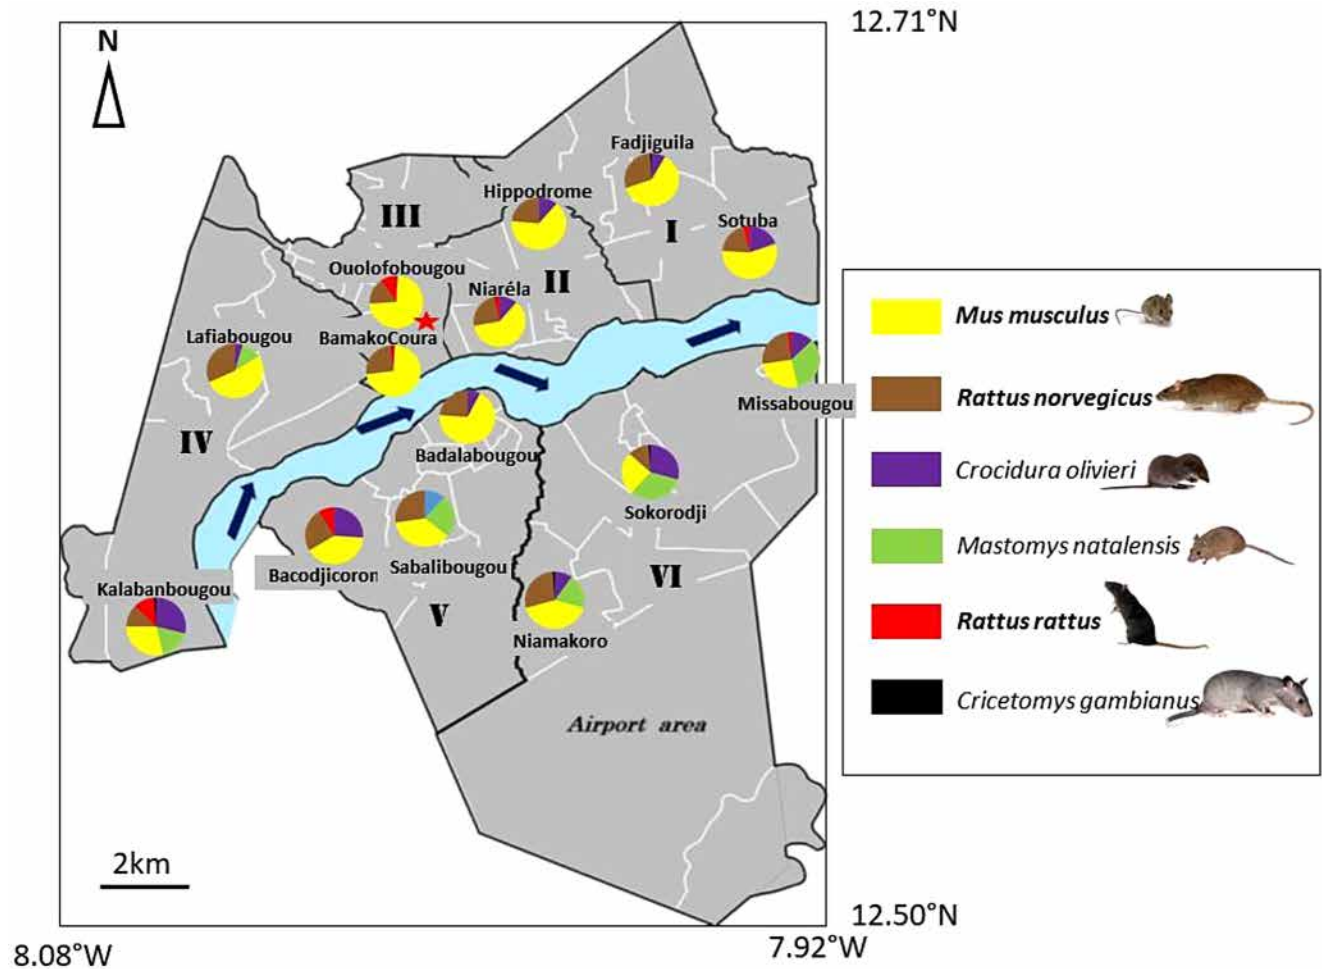 12.71°N
N
Fadjiguila
Hippodrome
III
Sotuba
I
Ouolofobougou
Niaréla
II
Lafiabougou
BamakoCoura
Missabougou
IV
Badalabougou
Sokorodji
Bacodjicoron
Sabalibougou
VI
Kalabanbougou
V
Niamakoro
Airport area
2km
12.50°N
8.08°W
7.92°W
Mus musculus
Rattus norvegicus
Crocidura olivieri
Mastomys natalensis
Rattus rattus
Cricetomys gambianus